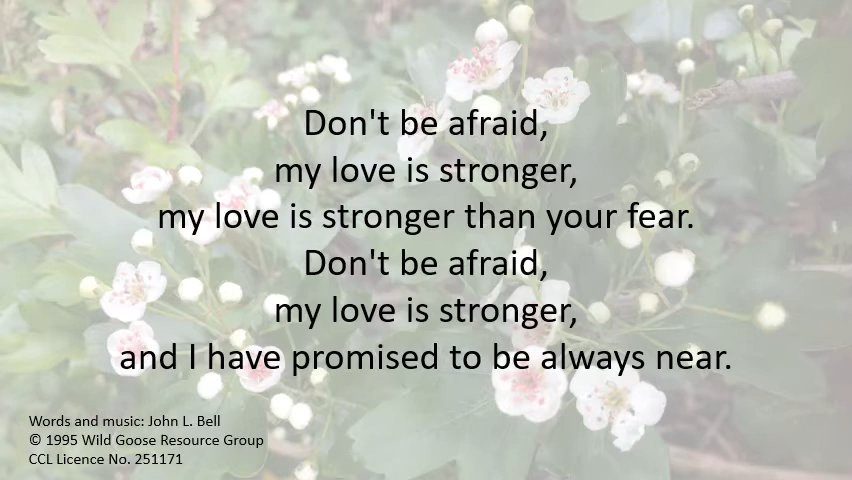 Don't be afraid,
my love is stronger,
my love is stronger than your fear.
Don't be afraid,
my love is stronger,
and I have promised to be always near.
Words and music: John L. Bell
© 1995 Wild Goose Resource Group
CCL Licence No. 251171